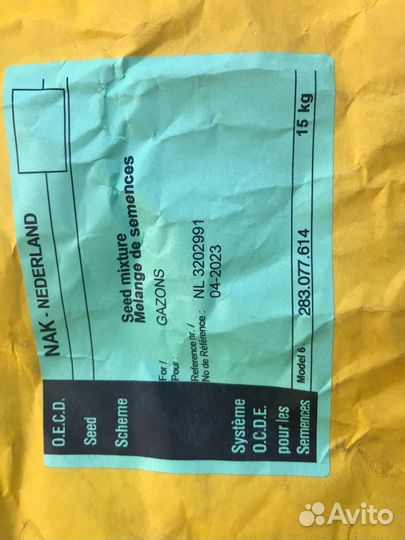 NAK - NEDERLAND
O.E.C.D.
Seed
Scheme
Système
O.C.D.E.
pour les
Semences
Seed mixture
Mélange de semences
For /
Pour :
GAZONS
Reference nr. /
No de Référence :
NL 3202991
04-2023
Model 6
283.077.614
15 kg
Avito